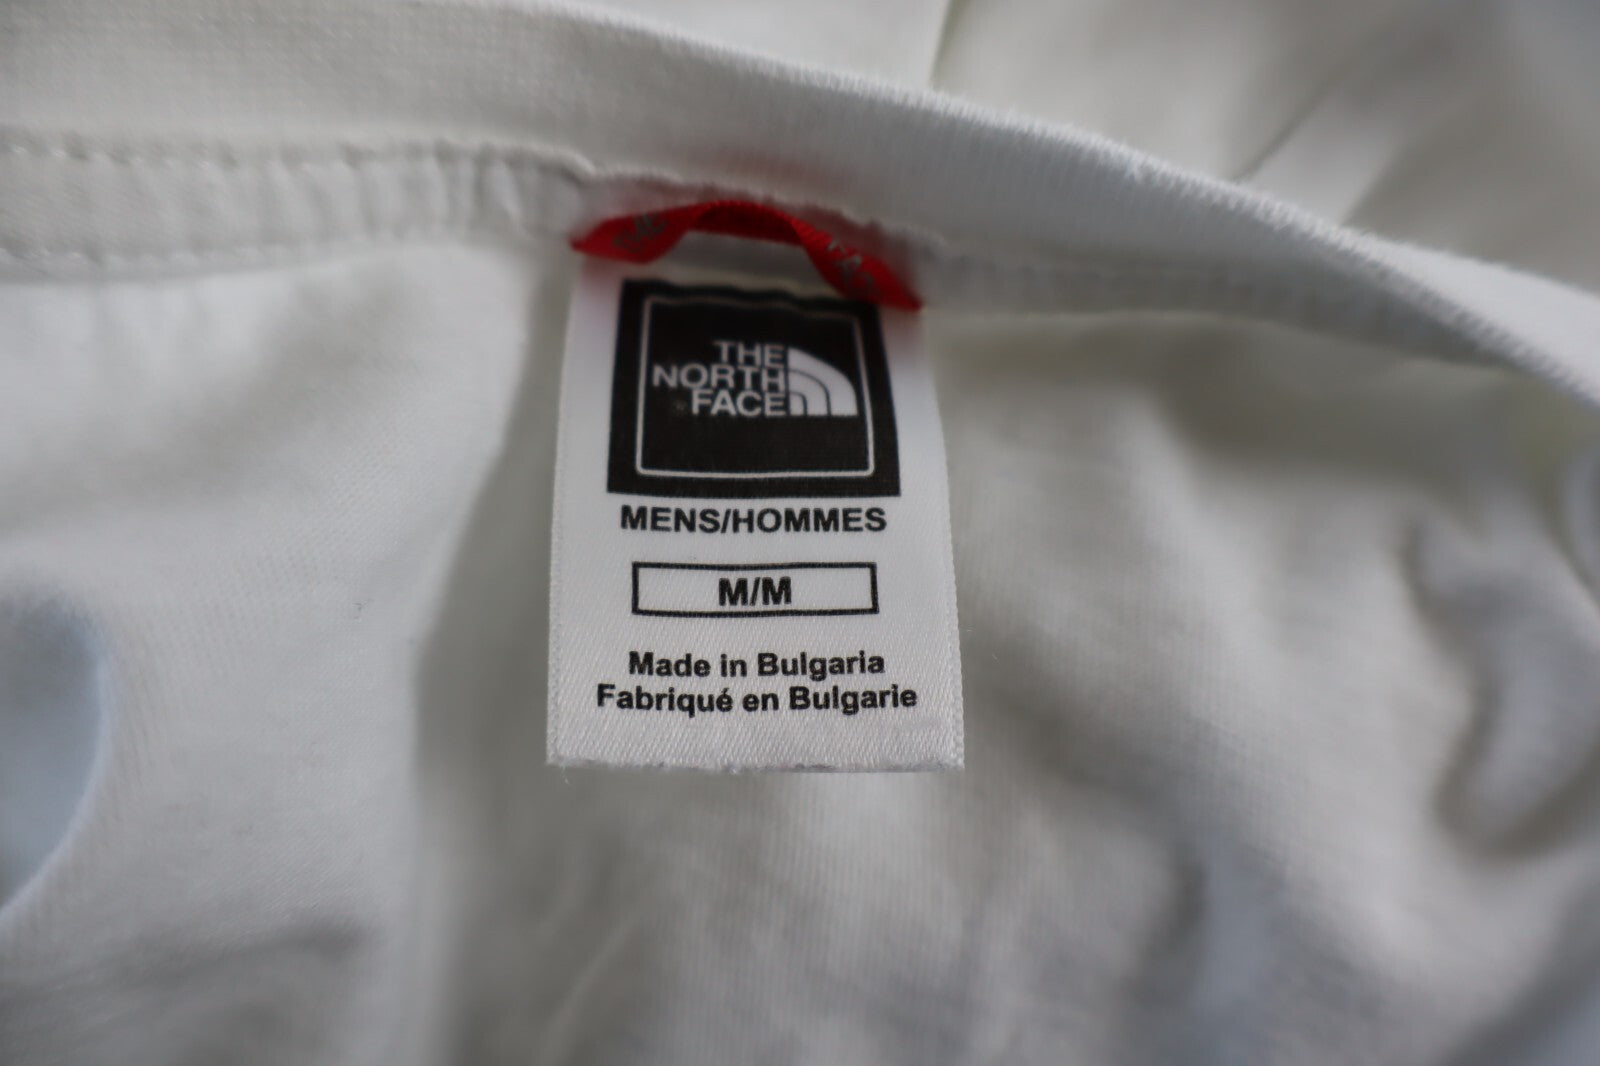 THE
NORTH
FACE
MENS/HOMMES
M/M
Made in Bulgaria
Fabriqué en Bulgarie